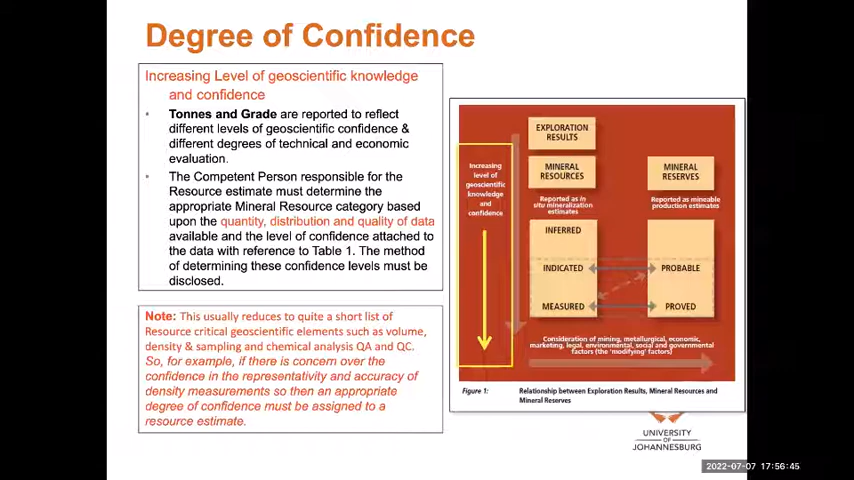 Degree of Confidence
Increasing Level of geoscientific knowledge
and confidence
• Tonnes and Grade are reported to reflect
different levels of geoscientific confidence &
different degrees of technical and economic
evaluation.
• The Competent Person responsible for the
Resource estimate must determine the
appropriate Mineral Resource category based
upon the quantity, distribution and quality of data
available and the level of confidence attached to
the data with reference to Table 1. The method
of determining these confidence levels must be
disclosed.
Note: This usually reduces to quite a short list of
Resource critical geoscientific elements such as volume,
density & sampling and chemical analysis QA and QC.
So, for example, if there is concern over the
confidence in the representativity and accuracy of
density measurements so then an appropriate
degree of confidence must be assigned to a
resource estimate.
EXPLORATION
RESULTS
Increasing
level of
geoscientific
knowledge
and
confidence
MINERAL
RESOURCES
MINERAL
RESERVES
Reported as in
situ mineralization
estimates
Reported as mineable
production estimates
INFERRED
INDICATED
PROBABLE
MEASURED
PROVED
Consideration of mining, metallurgical, economic,
marketing, legal, environmental, social and governmental
factors (the 'modifying' factors)
Figure 1: Relationship between Exploration Results, Mineral Resources and
Mineral Reserves
UNIVERSITY
OF
JOHANNESBURG
2022-07-07 17:56:45